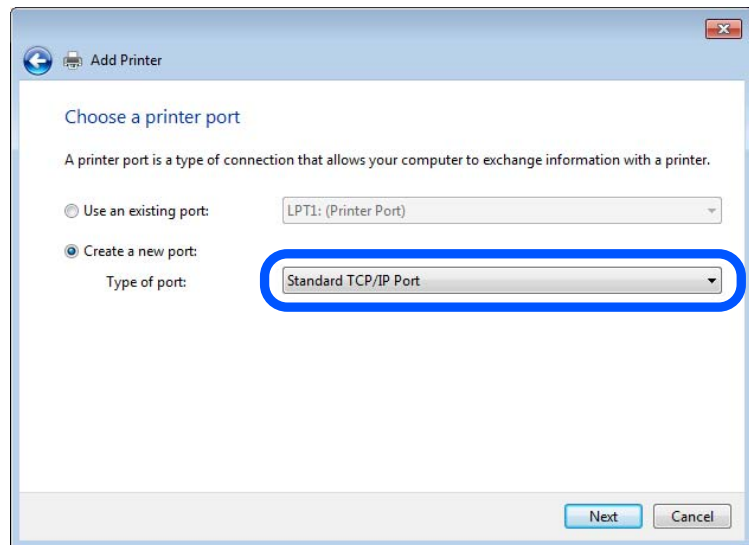 Add Printer
Choose a printer port
A printer port is a type of connection that allows your computer to exchange information with a printer.
Use an existing port: LPT1: (Printer Port)
Create a new port:
Type of port: Standard TCP/IP Port
Next Cancel